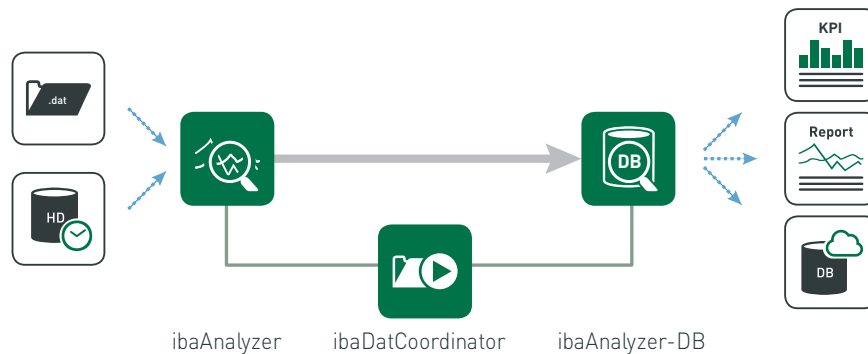 .dat
HD
DB
KPI
Report
DB
ibaAnalyzer
ibaDatCoordinator
ibaAnalyzer-DB